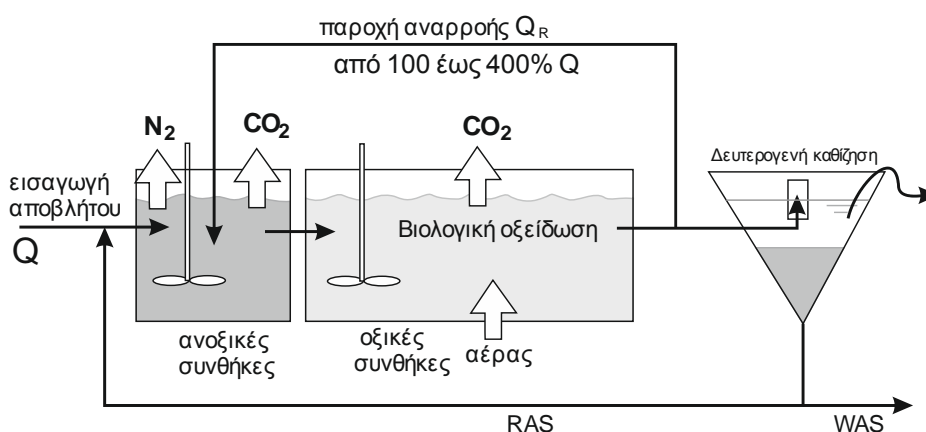 παροχή αναρροής Q R
από 100 έως 400% Q
N2
CO2
CO2
Δευτερογενή καθίζηση
εισαγωγή
αποβλήτου
Q
Βιολογική οξείδωση
ανοξικές
συνθήκες
οξικές
συνθήκες
αέρας
RAS
WAS